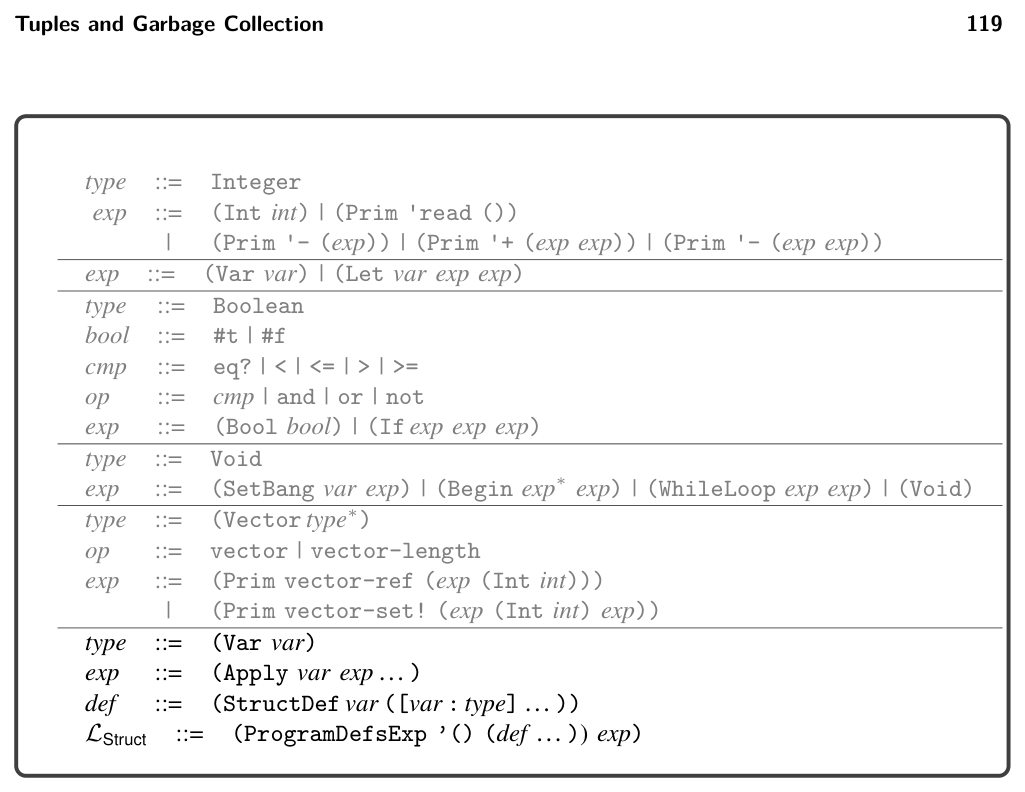 Tuples and Garbage Collection 119
type ::= Integer
exp ::= (Int int) | (Prim 'read ())
| (Prim '- (exp)) | (Prim '+ (exp exp)) | (Prim '- (exp exp))
exp ::= (Var var) | (Let var exp exp)
type ::= Boolean
bool ::= #t | #f
cmp ::= eq? | < | <= | > | >=
op ::= cmp | and | or | not
exp ::= (Bool bool) | (If exp exp exp)
type ::= Void
exp ::= (SetBang var exp) | (Begin exp* exp) | (WhileLoop exp exp) | (Void)
type ::= (Vector type*)
op ::= vector | vector-length
exp ::= (Prim vector-ref (exp (Int int)))
| (Prim vector-set! (exp (Int int) exp))
type ::= (Var var)
exp ::= (Apply var exp ... )
def ::= (StructDef var ([var : type] ... ))
ℒStruct ::= (ProgramDefsExp ’() (def ... )) exp)